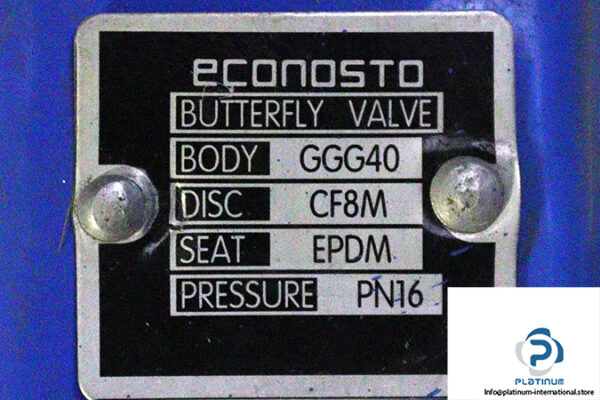 econosto
BUTTERFLY VALVE
BODY GGG40
DISC CF8M
SEAT EPDM
PRESSURE PN16
PLATINUM
Info@platinum-international.store